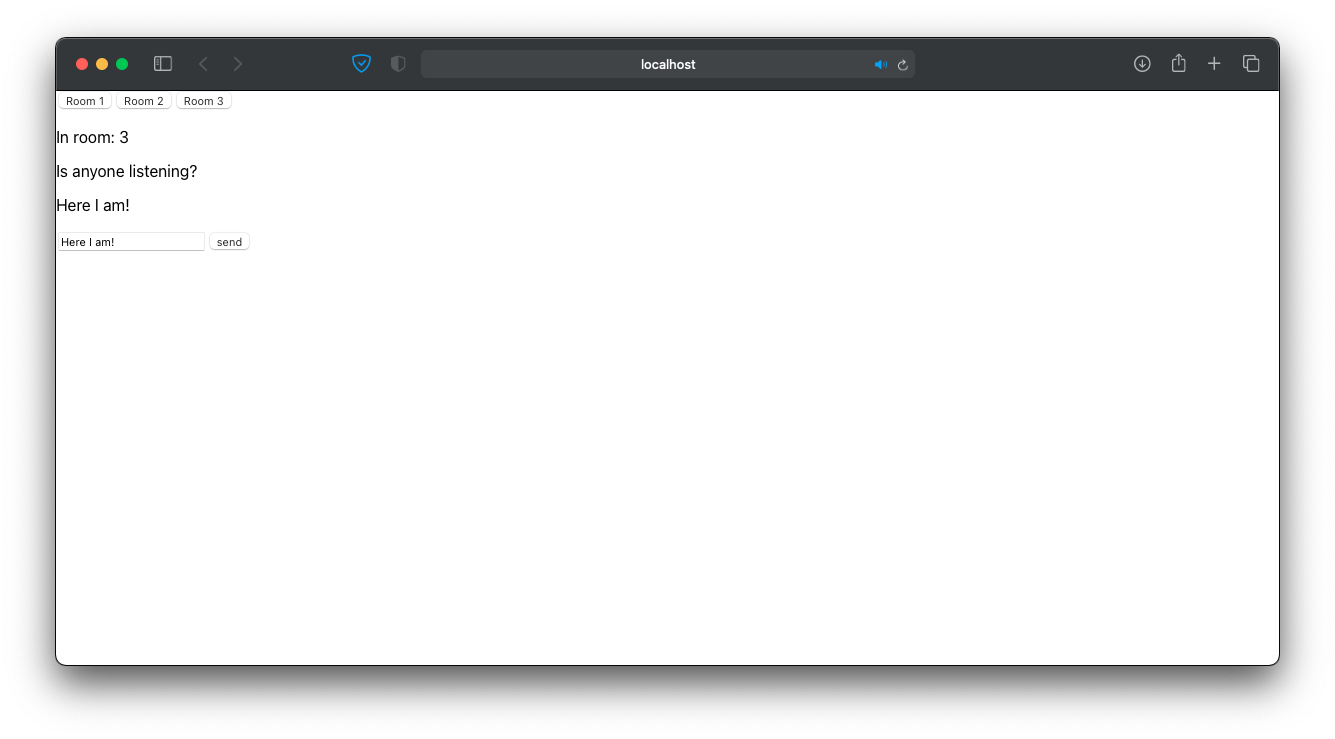 localhost
Room 1 Room 2 Room 3
In room: 3
Is anyone listening?
Here I am!
Here I am! send